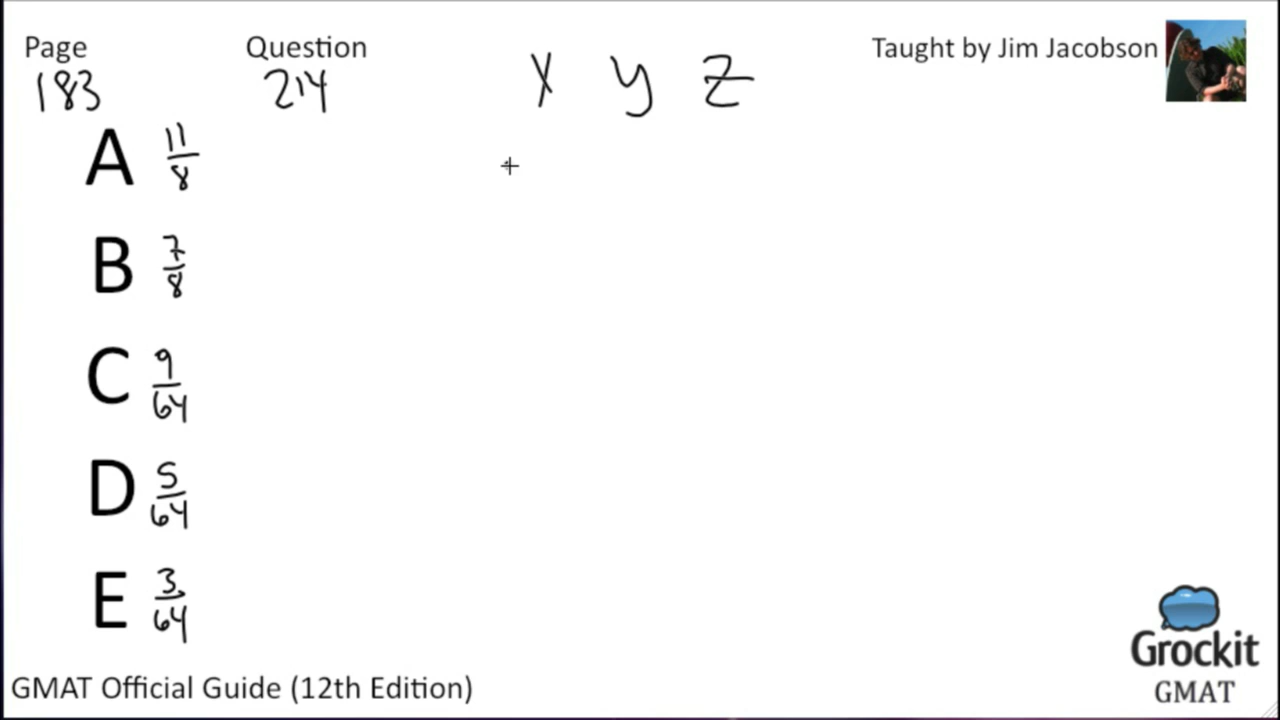 Page Question Taught by Jim Jacobson
183 214 x y z
A 11/8
B 7/8
C 9/64
D 5/64
E 3/64
Grockit
GMAT
GMAT Official Guide (12th Edition)